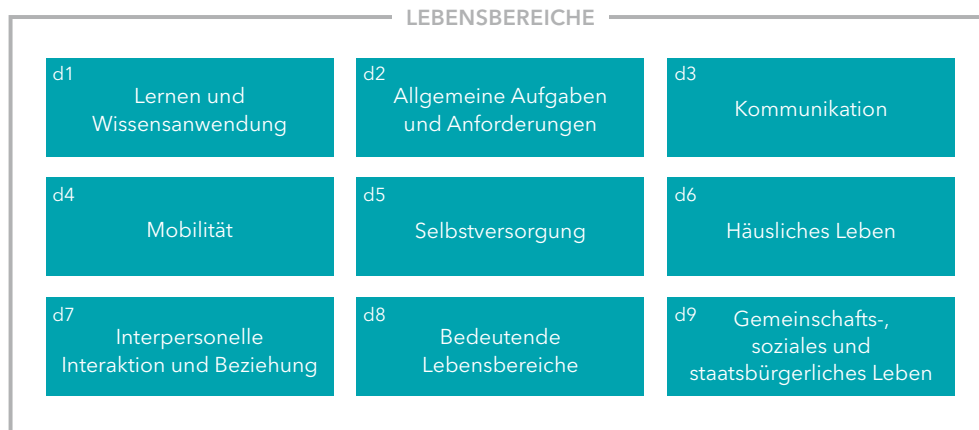 LEBENSBEREICHE
d1
Lernen und
Wissensanwendung
d2
Allgemeine Aufgaben
und Anforderungen
d3
Kommunikation
d4
Mobilität
d5
Selbstversorgung
d6
Häusliches Leben
d7
Interpersonelle
Interaktion und Beziehung
d8
Bedeutende
Lebensbereiche
d9
Gemeinschafts-,
soziales und
staatsbürgerliches Leben